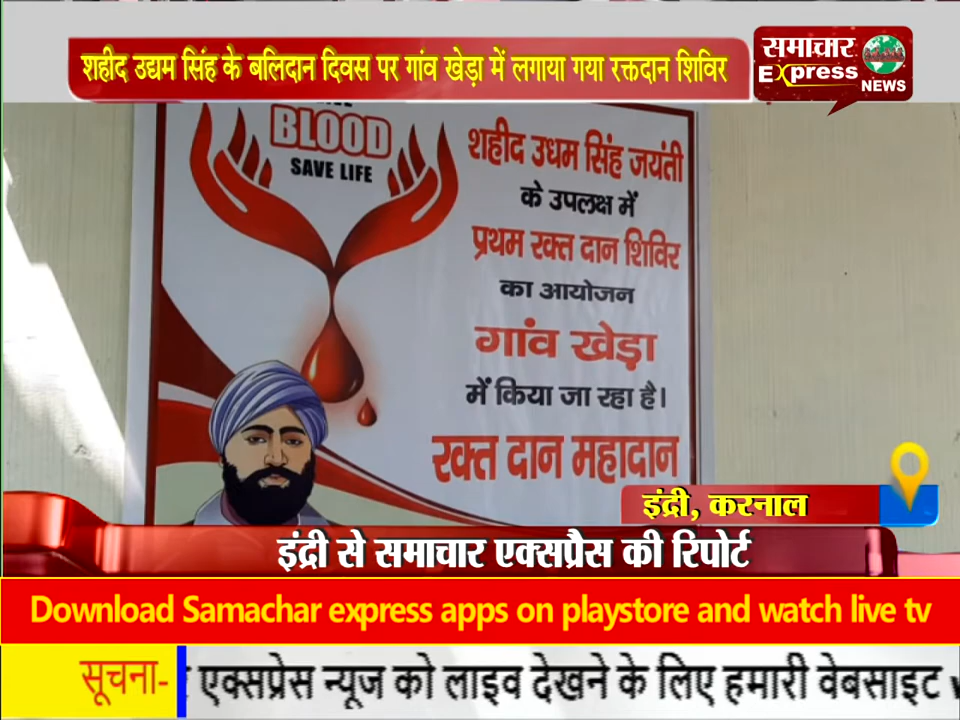 शहीद उद्यम सिंह के बलिदान दिवस पर गांव खेड़ा में लगाया गया रक्तदान शिविर
समाचार
Express
NEWS
BLOOD
SAVE LIFE
शहीद उधम सिंह जयंती
के उपलक्ष में
प्रथम रक्त दान शिविर
का आयोजन
गांव खेड़ा
में किया जा रहा है।
रक्त दान महादान
इंद्री, करनाल
इंद्री से समाचार एक्सप्रैस की रिपोर्ट
Download Samachar express apps on playstore and watch live tv
सूचना- एक्सप्रेस न्यूज को लाइव देखने के लिए हमारी वेबसाइट